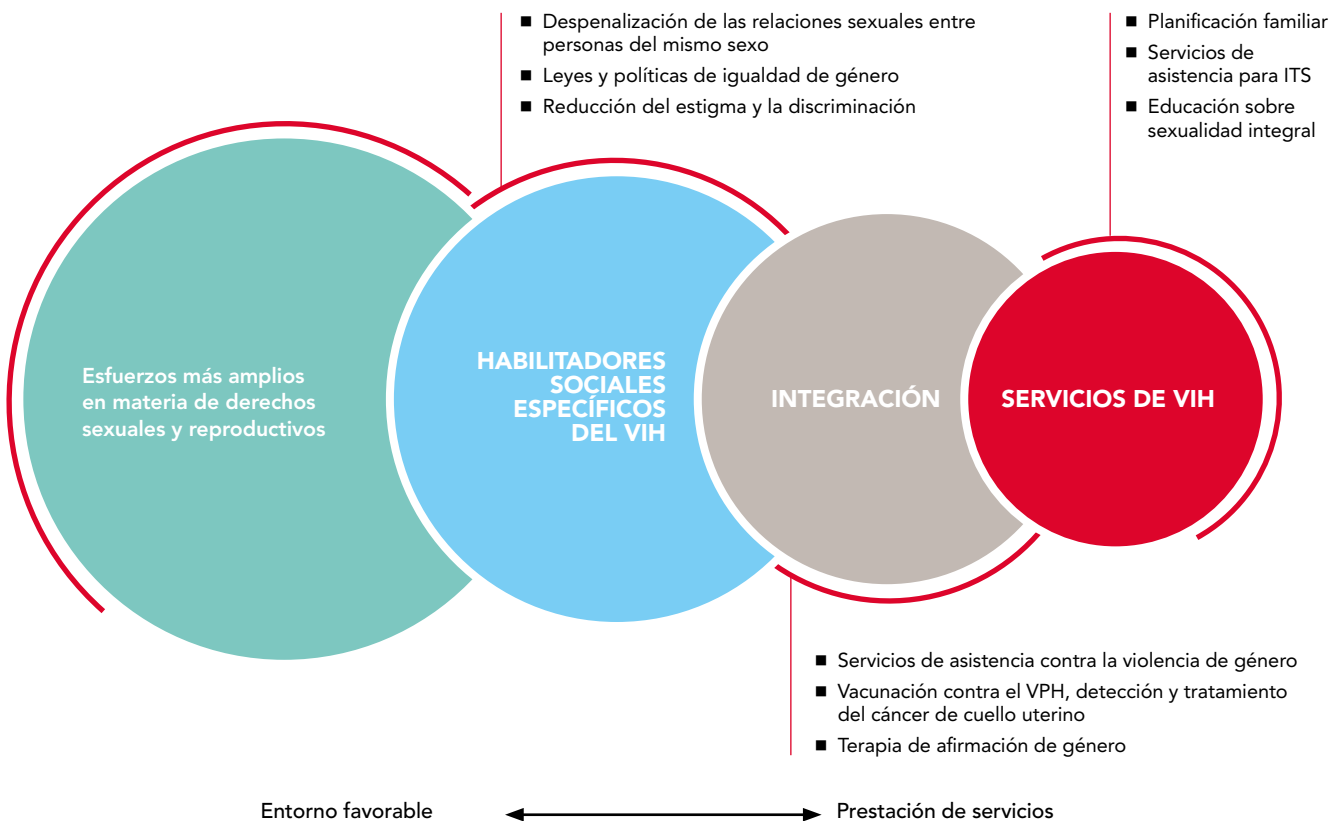 ■ Despenalización de las relaciones sexuales entre
personas del mismo sexo
■ Leyes y políticas de igualdad de género
■ Reducción del estigma y la discriminación
■ Planificación familiar
■ Servicios de
asistencia para ITS
■ Educación sobre
sexualidad integral
Esfuerzos más amplios
en materia de derechos
sexuales y reproductivos
HABILITADORES
SOCIALES
ESPECÍFICOS
DEL VIH
INTEGRACIÓN
SERVICIOS DE VIH
■ Servicios de asistencia contra la violencia de género
■ Vacunación contra el VPH, detección y tratamiento
del cáncer de cuello uterino
■ Terapia de afirmación de género
Entorno favorable
Prestación de servicios